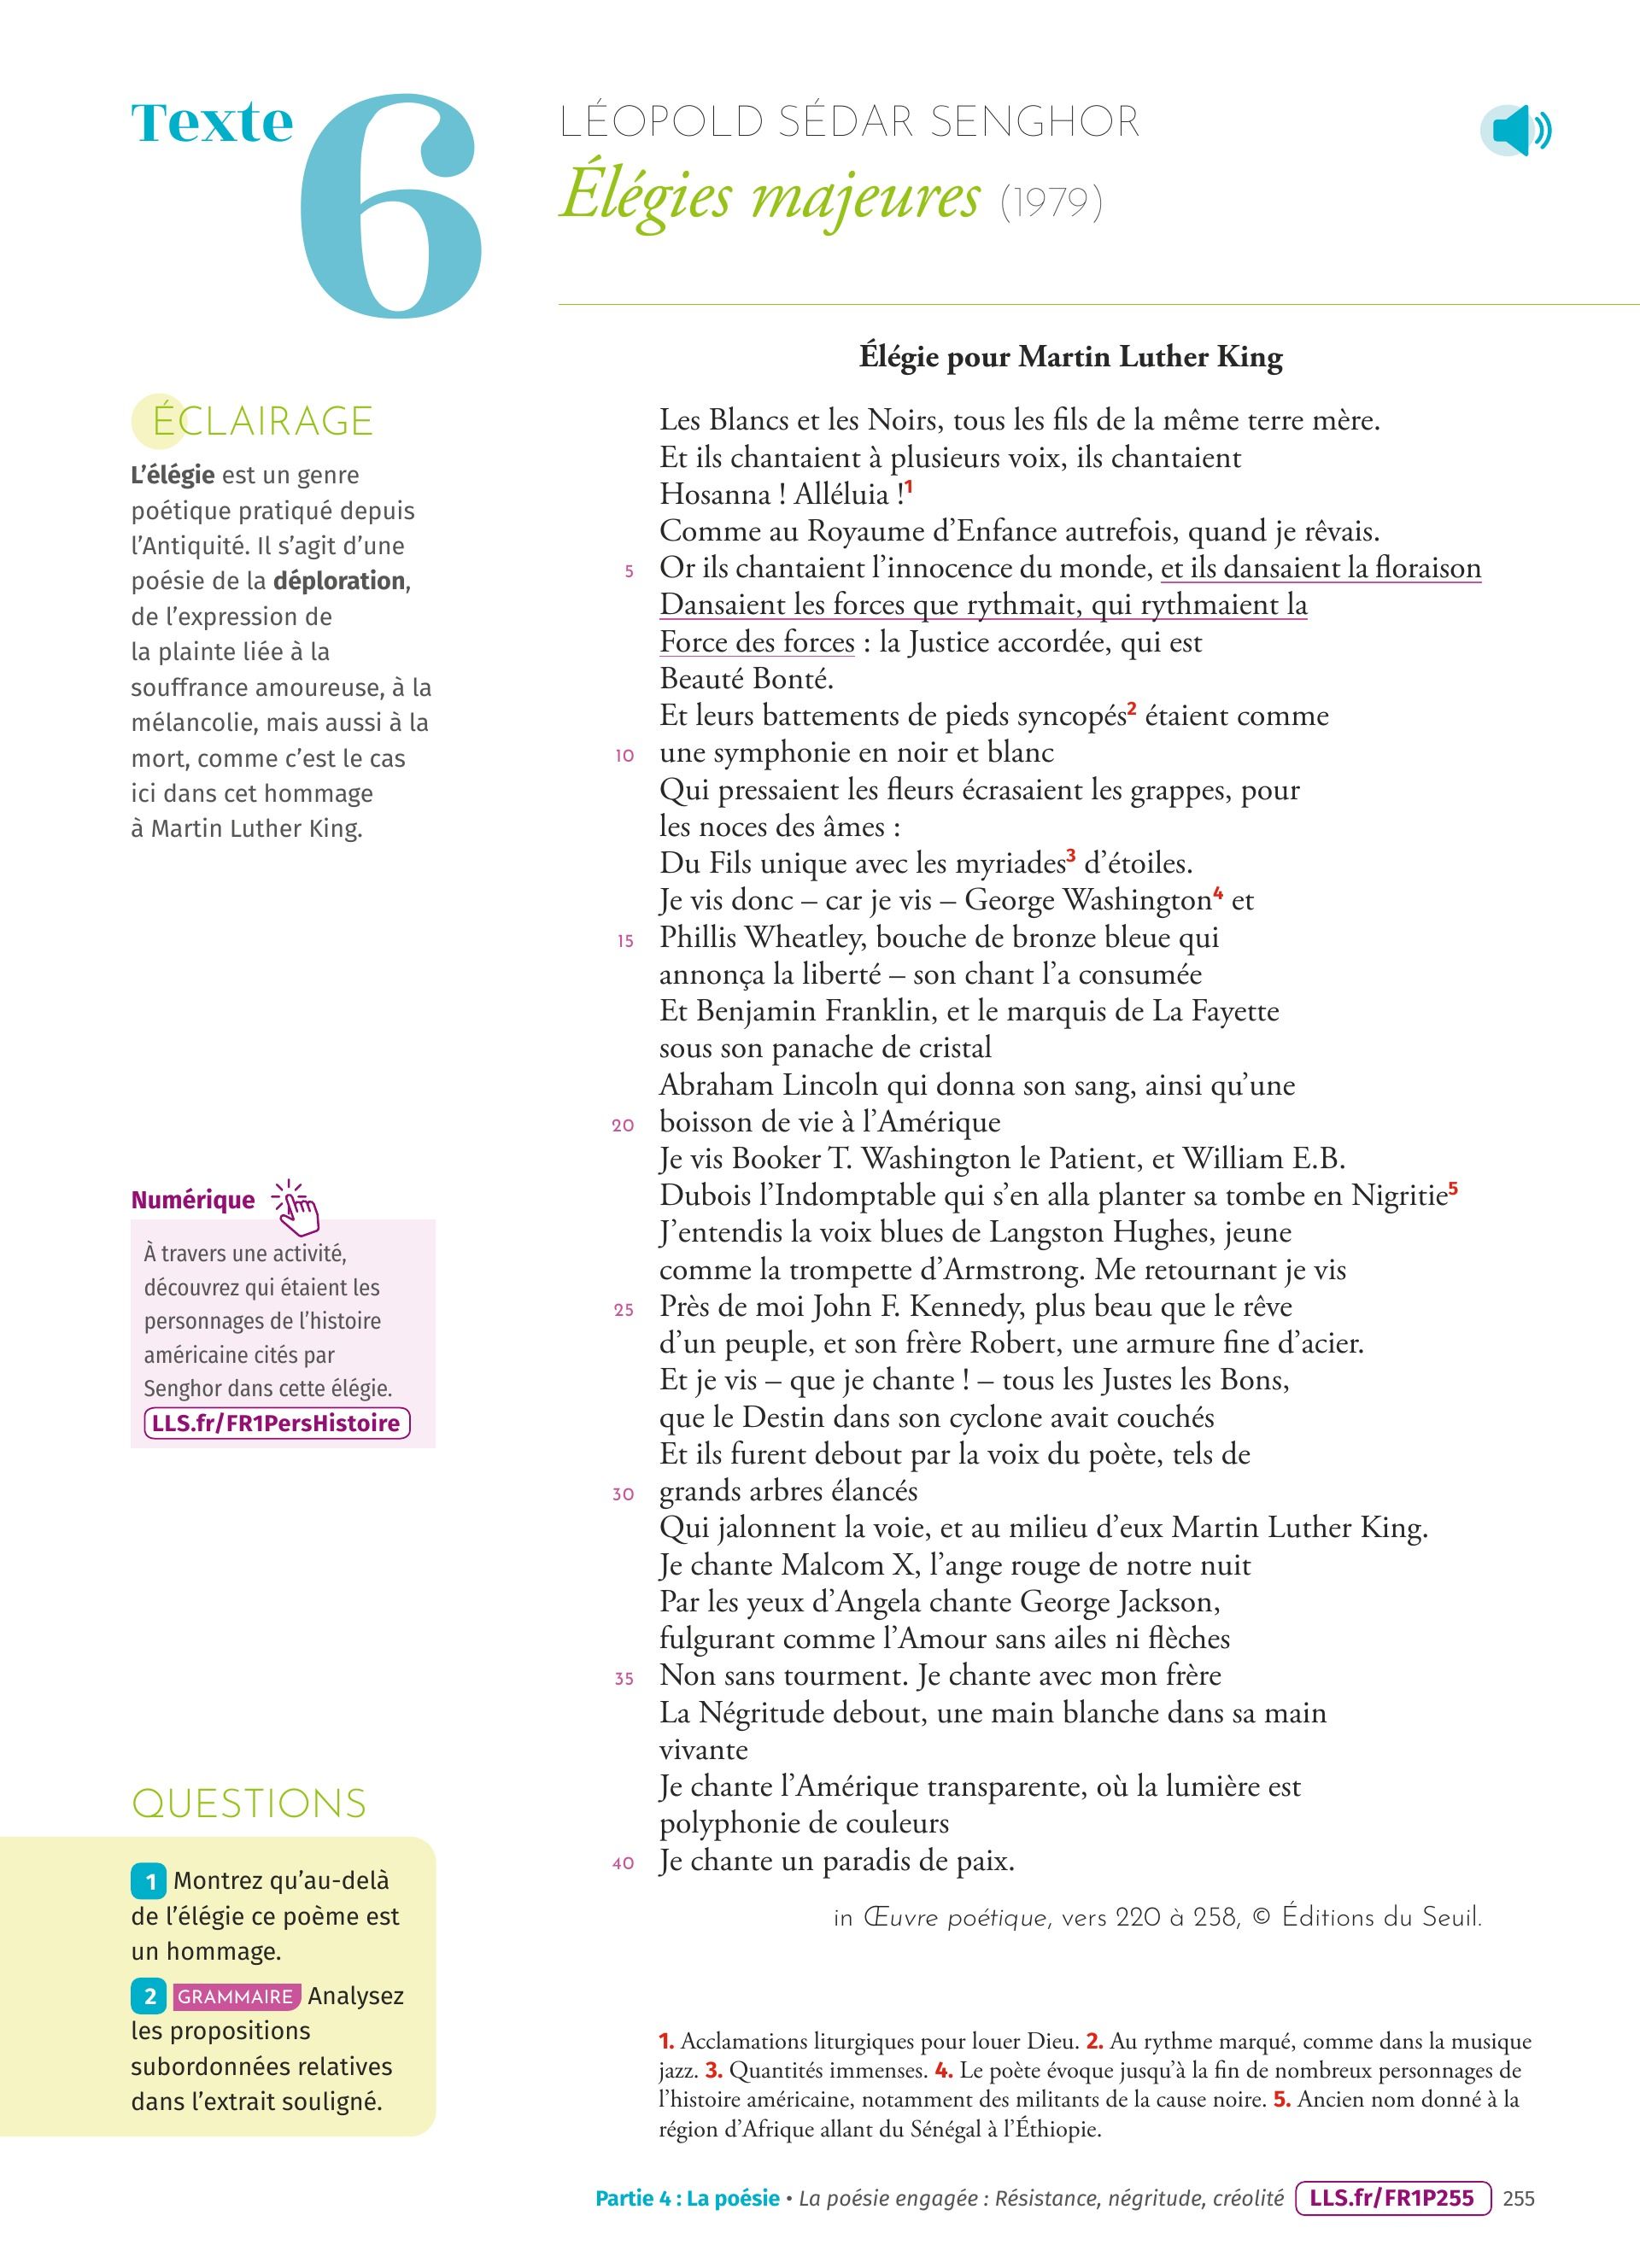 Texte 6
LÉOPOLD SÉDAR SENGHOR
Élégies majeures (1979)
ÉCLAIRAGE
L'élégie est un genre
poétique pratiqué depuis
l'Antiquité. Il s'agit d'une
poésie de la déploration,
de l'expression de
la plainte liée à la
souffrance amoureuse, à la
mélancolie, mais aussi à la
mort, comme c'est le cas
ici dans cet hommage
à Martin Luther King.
Numérique
À travers une activité,
découvrez qui étaient les
personnages de l'histoire
américaine cités par
Senghor dans cette élégie.
LLS.fr/FR1PersHistoire
QUESTIONS
1 Montrez qu'au-delà
de l'élégie ce poème est
un hommage.
2 GRAMMAIRE Analysez
les propositions
subordonnées relatives
dans l'extrait souligné.
Élégie pour Martin Luther King
Les Blancs et les Noirs, tous les fils de la même terre mère.
Et ils chantaient à plusieurs voix, ils chantaient
Hosanna ! Alléluia !1
Comme au Royaume d'Enfance autrefois, quand je rêvais.
5 Or ils chantaient l'innocence du monde, et ils dansaient la floraison
Dansaient les forces que rythmait, qui rythmaient la
Force des forces : la Justice accordée, qui est
Beauté Bonté.
Et leurs battements de pieds syncopés2 étaient comme
10 une symphonie en noir et blanc
Qui pressaient les fleurs écrasaient les grappes, pour
les noces des âmes :
Du Fils unique avec les myriades3 d'étoiles.
Je vis donc – car je vis – George Washington4 et
15 Phillis Wheatley, bouche de bronze bleue qui
annonça la liberté – son chant l'a consumée
Et Benjamin Franklin, et le marquis de La Fayette
sous son panache de cristal
Abraham Lincoln qui donna son sang, ainsi qu'une
20 boisson de vie à l'Amérique
Je vis Booker T. Washington le Patient, et William E.B.
Dubois l'Indomptable qui s'en alla planter sa tombe en Nigritie5
J'entendis la voix blues de Langston Hughes, jeune
comme la trompette d'Armstrong. Me retournant je vis
25 Près de moi John F. Kennedy, plus beau que le rêve
d'un peuple, et son frère Robert, une armure fine d'acier.
Et je vis – que je chante ! – tous les Justes les Bons,
que le Destin dans son cyclone avait couchés
Et ils furent debout par la voix du poète, tels de
30 grands arbres élancés
Qui jalonnent la voie, et au milieu d'eux Martin Luther King.
Je chante Malcom X, l'ange rouge de notre nuit
Par les yeux d'Angela chante George Jackson,
fulgurant comme l'Amour sans ailes ni flèches
35 Non sans tourment. Je chante avec mon frère
La Négritude debout, une main blanche dans sa main
vivante
Je chante l'Amérique transparente, où la lumière est
polyphonie de couleurs
40 Je chante un paradis de paix.
in Œuvre poétique, vers 220 à 258, © Éditions du Seuil.
1. Acclamations liturgiques pour louer Dieu. 2. Au rythme marqué, comme dans la musique
jazz. 3. Quantités immenses. 4. Le poète évoque jusqu'à la fin de nombreux personnages de
l'histoire américaine, notamment des militants de la cause noire. 5. Ancien nom donné à la
région d'Afrique allant du Sénégal à l'Éthiopie.
Partie 4 : La poésie • La poésie engagée : Résistance, négritude, créolité LLS.fr/FR1P255 255